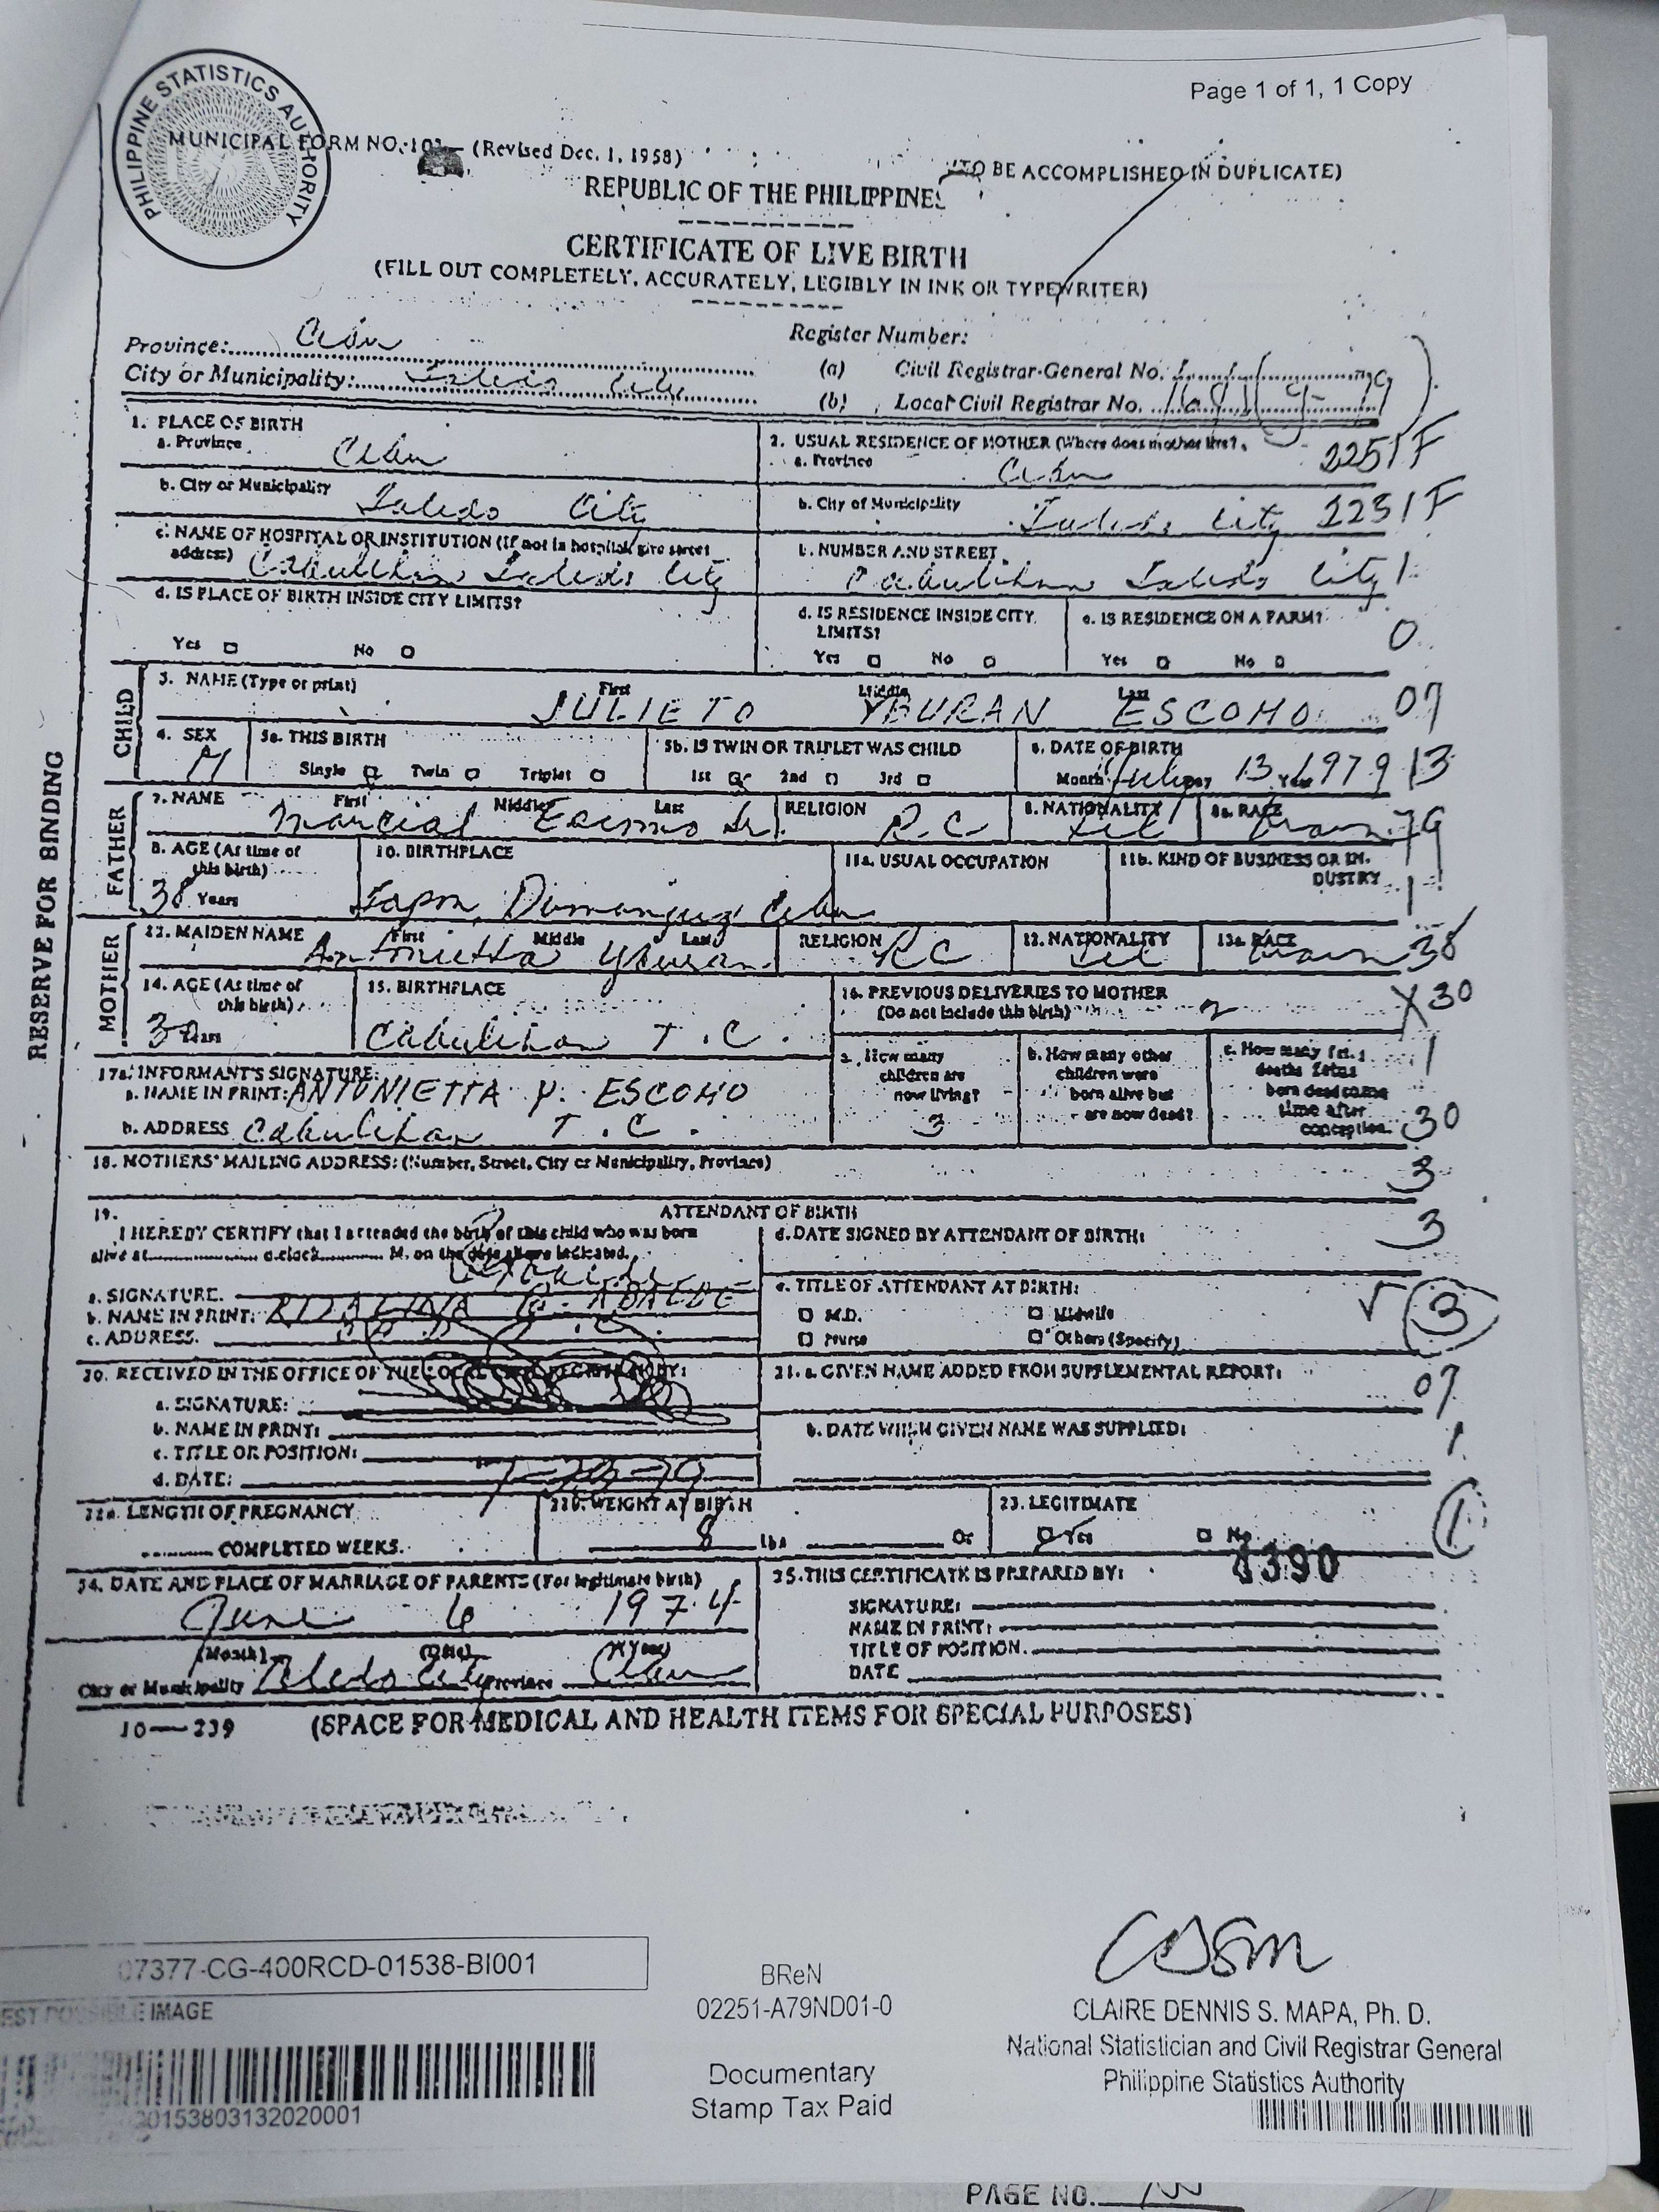 Page 1 of 1, 1 Copy
PHILIPPINE STATISTICS AUTHORITY
MUNICIPAL FORM NO. 10 — (Revised Dec. 1, 1958)
(TO BE ACCOMPLISHED IN DUPLICATE)
REPUBLIC OF THE PHILIPPINES
CERTIFICATE OF LIVE BIRTH
(FILL OUT COMPLETELY, ACCURATELY, LEGIBLY IN INK OR TYPEWRITER)
Province: Cebu
Register Number:
City or Municipality: Toledo City
(a) Civil Registrar-General No.
(b) Local Civil Registrar No.
RESERVE FOR BINDING
1. PLACE OF BIRTH
a. Province Cebu
2. USUAL RESIDENCE OF MOTHER (Where does mother live?)
a. Province Cebu 2251F
b. City or Municipality Toledo City
b. City of Municipality Toledo City 2251F
c. NAME OF HOSPITAL OR INSTITUTION (If not in hospital, give street address) Cabulihan Toledo City
c. NUMBER AND STREET Cabulihan Toledo City 1
d. IS PLACE OF BIRTH INSIDE CITY LIMITS?
Yes No
d. IS RESIDENCE INSIDE CITY LIMITS?
Yes No
e. IS RESIDENCE ON A FARM?
Yes No
0
CHILD
3. NAME (Type or print) First Middle Last
JULIETO YBURAN ESCOMO 07
4. SEX M
5a. THIS BIRTH
Single Twin Triplet
5b. IS TWIN OR TRIPLET WAS CHILD
1st 2nd 3rd
6. DATE OF BIRTH
Month July Day 13 Year 1979 13
FATHER
7. NAME First Middle Last
Marcial Escomo Sr.
RELIGION R.C
8. NATIONALITY Fil
8a. RACE brown 79
8. AGE (At time of this birth)
38 Years
10. BIRTHPLACE
11a. USUAL OCCUPATION
11b. KIND OF BUSINESS OR INDUSTRY
MOTHER
12. MAIDEN NAME First Middle Last
Antonietta Yburan
RELIGION RC
13. NATIONALITY Fil
13a. RACE brown 38
14. AGE (At time of this birth)
30 Years
15. BIRTHPLACE
Cabulihan T.C.
16. PREVIOUS DELIVERIES TO MOTHER
(Do not include this birth) 2
X30
a. How many children are now living?
3
b. How many other children were born alive but are now dead?
c. How many fetal deaths fetus born dead some time after conception
1
30
17a. INFORMANT'S SIGNATURE:
a. NAME IN PRINT: ANTONIETTA Y. ESCOMO
b. ADDRESS Cabulihan T.C.
18. MOTHERS' MAILING ADDRESS: (Number, Street, City or Municipality, Province)
3
19. ATTENDANT OF BIRTH
I HEREBY CERTIFY that I attended the birth of this child who was born
alive at o'clock M. on the date above indicated.
d. DATE SIGNED BY ATTENDANT OF BIRTH:
3
a. SIGNATURE.
b. NAME IN PRINT:
c. ADDRESS.
e. TITLE OF ATTENDANT AT BIRTH:
M.D. Midwife
Nurse Others (Specify)
3
20. RECEIVED IN THE OFFICE OF THE LOCAL CIVIL REGISTRAR BY:
a. SIGNATURE:
b. NAME IN PRINT:
c. TITLE OR POSITION:
d. DATE:
21. a. GIVEN NAME ADDED FROM SUPPLEMENTAL REPORT:
07
b. DATE WHEN GIVEN NAME WAS SUPPLIED:
1
22a. LENGTH OF PREGNANCY
COMPLETED WEEKS.
22b. WEIGHT AT BIRTH
8 Lbs Oz
23. LEGITIMATE
Yes No
1
24. DATE AND PLACE OF MARRIAGE OF PARENTS (For legitimate birth)
June 6 1974
(Month) (Day) (Year)
City or Municipality Toledo City Province Cebu
25. THIS CERTIFICATE IS PREPARED BY:
SIGNATURE:
NAME IN PRINT:
TITLE OF POSITION.
DATE
10—239
(SPACE FOR MEDICAL AND HEALTH ITEMS FOR SPECIAL PURPOSES)
07377-CG-400RCD-01538-BI001
BEST POSSIBLE IMAGE
BReN
02251-A79ND01-0
Documentary
Stamp Tax Paid
CLAIRE DENNIS S. MAPA, Ph. D.
National Statistician and Civil Registrar General
Philippine Statistics Authority
PAGE NO.